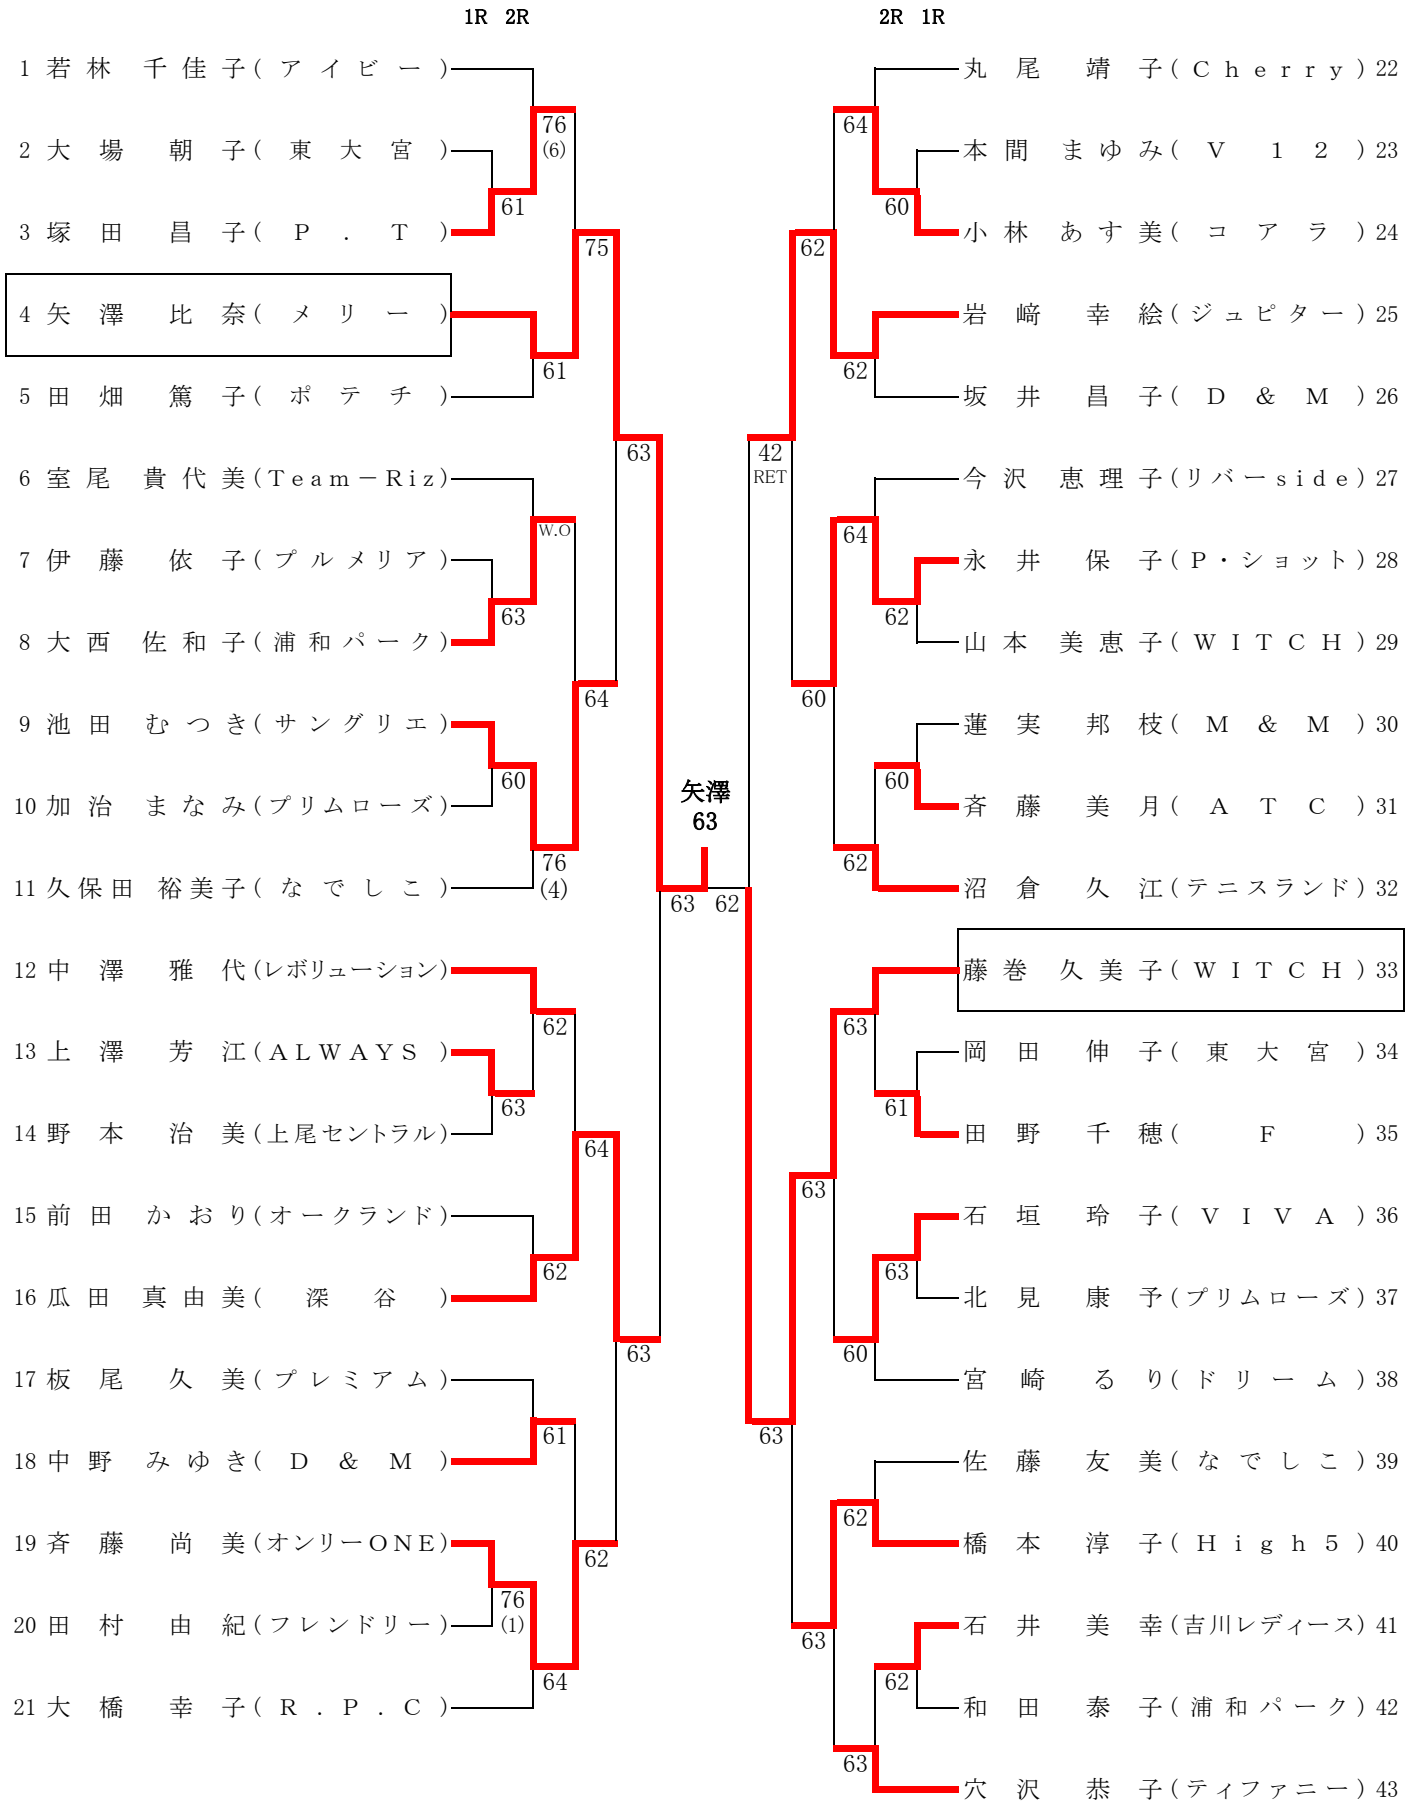 1R 2R
2R 1R
1 若林 千佳子(アイビー)
76
(6)
2 大場 朝子(東大宮)
61
3 塚田 昌子(P.T)
75
4 矢澤 比奈(メリー)
61
5 田畑 篤子(ポテチ)
63
6 室尾 貴代美(Team-Riz)
W.O
7 伊藤 依子(プルメリア)
63
8 大西 佐和子(浦和パーク)
64
9 池田 むつき(サングリエ)
60
10 加治 まなみ(プリムローズ)
76
(4)
11 久保田 裕美子(なでしこ)
12 中澤 雅代(レボリューション)
62
13 上澤 芳江(ALWAYS)
63
14 野本 治美(上尾セントラル)
64
15 前田 かおり(オークランド)
62
16 瓜田 真由美(深谷)
63
17 板尾 久美(プレミアム)
61
18 中野 みゆき(D&M)
19 斉藤 尚美(オンリーONE)
62
76
(1)
20 田村 由紀(フレンドリー)
64
21 大橋 幸子(R.P.C)
矢澤
63
63 62
丸尾 靖子(Cherry) 22
64
本間 まゆみ(V12) 23
60
小林 あす美(コアラ) 24
62
岩﨑 幸絵(ジュピター) 25
62
坂井 昌子(D&M) 26
42
RET
今沢 恵理子(リバーside) 27
64
永井 保子(P・ショット) 28
62
山本 美恵子(WITCH) 29
60
蓮実 邦枝(M&M) 30
60
斉藤 美月(ATC) 31
62
沼倉 久江(テニスランド) 32
藤巻 久美子(WITCH) 33
63
岡田 伸子(東大宮) 34
61
田野 千穂(F) 35
63
石垣 玲子(VIVA) 36
63
北見 康予(プリムローズ) 37
60
宮崎 るり(ドリーム) 38
63
佐藤 友美(なでしこ) 39
62
橋本 淳子(High5) 40
石井 美幸(吉川レディース) 41
63
62
和田 泰子(浦和パーク) 42
63
穴沢 恭子(ティファニー) 43